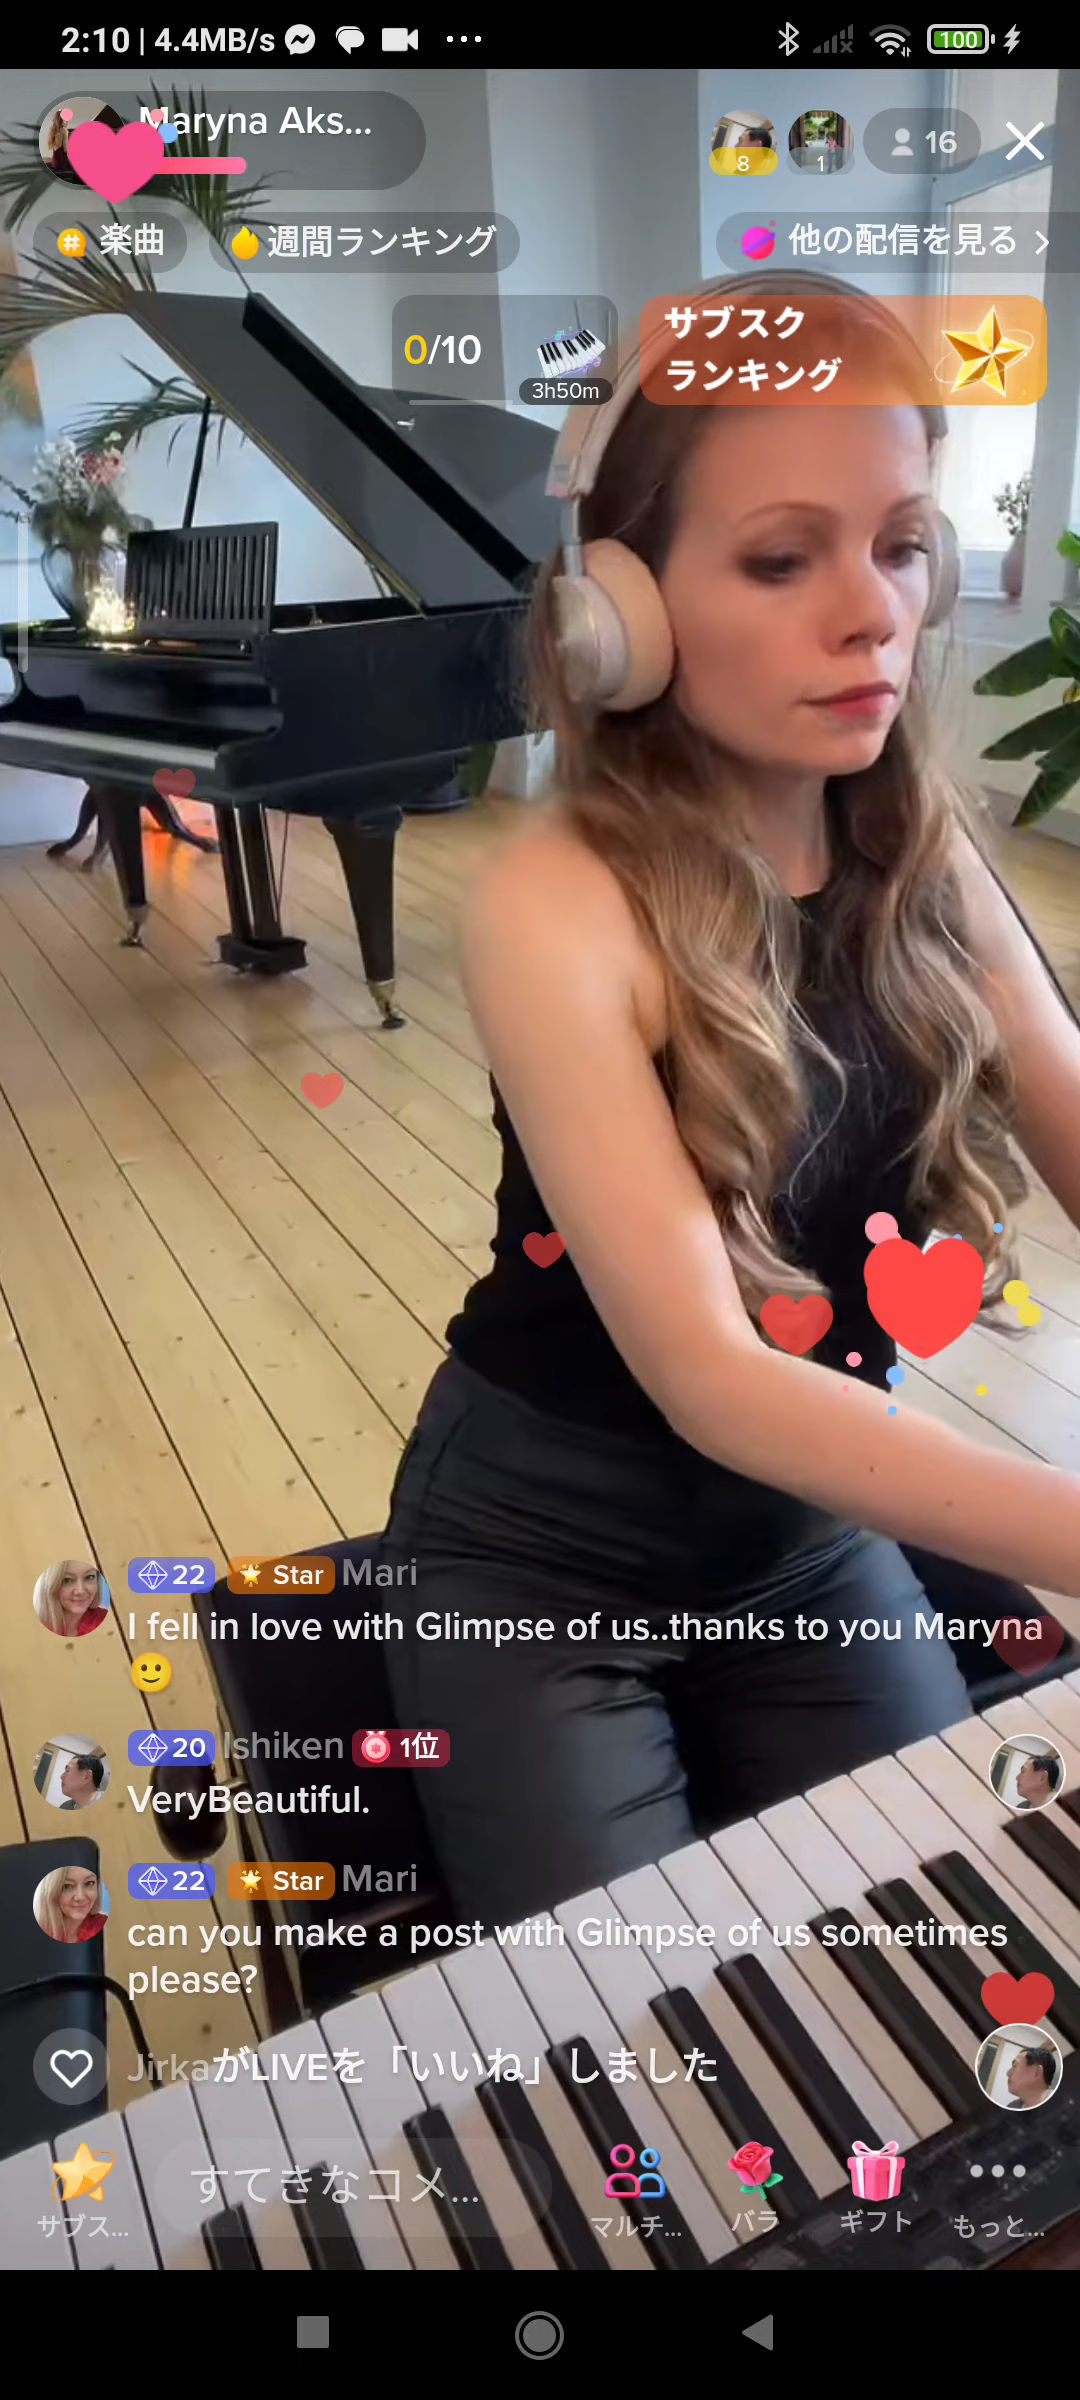 2:10 | 4.4MB/s
100
Maryna Aks...
8
1
16
楽曲
週間ランキング
他の配信を見る
0/10
3h50m
サブスク
ランキング
22 Star Mari
I fell in love with Glimpse of us..thanks to you Maryna
🙂
20 Ishiken 1位
VeryBeautiful.
22 Star Mari
can you make a post with Glimpse of us sometimes
please?
JirkaがLIVEを「いいね」しました
すてきなコメ...
サブス...
マルチ...
バラ
ギフト
もっと...